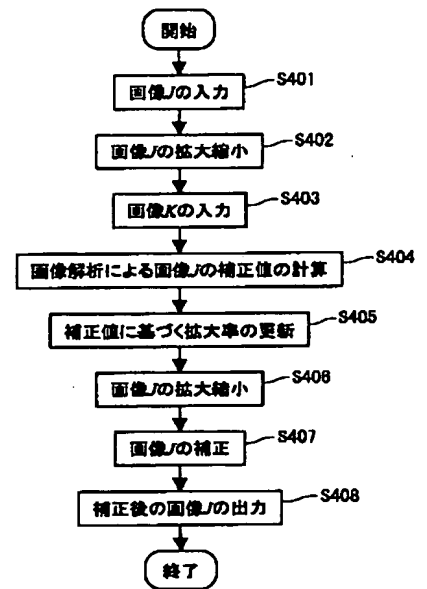 開始
画像Jの入力
S401
画像Jの拡大縮小
S402
画像Kの入力
S403
画像解析による画像Jの補正値の計算
S404
補正値に基づく拡大率の更新
S405
画像Jの拡大縮小
S406
画像Jの補正
S407
補正後の画像Jの出力
S408
終了